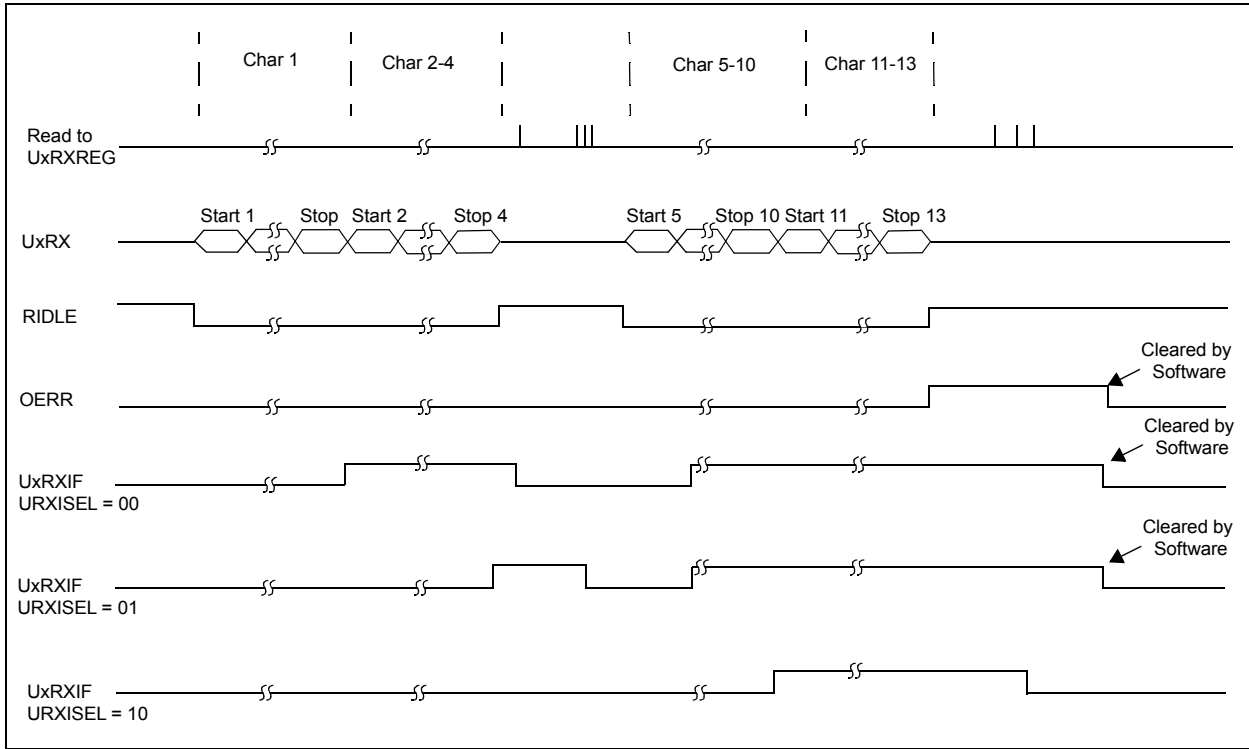 Char 1
Char 2-4
Char 5-10
Char 11-13
Read to
UxRXREG
Start 1
Stop
Start 2
Stop 4
Start 5
Stop 10
Start 11
Stop 13
UxRX
RIDLE
Cleared by
Software
OERR
Cleared by
Software
UxRXIF
URXISEL = 00
Cleared by
Software
UxRXIF
URXISEL = 01
UxRXIF
URXISEL = 10